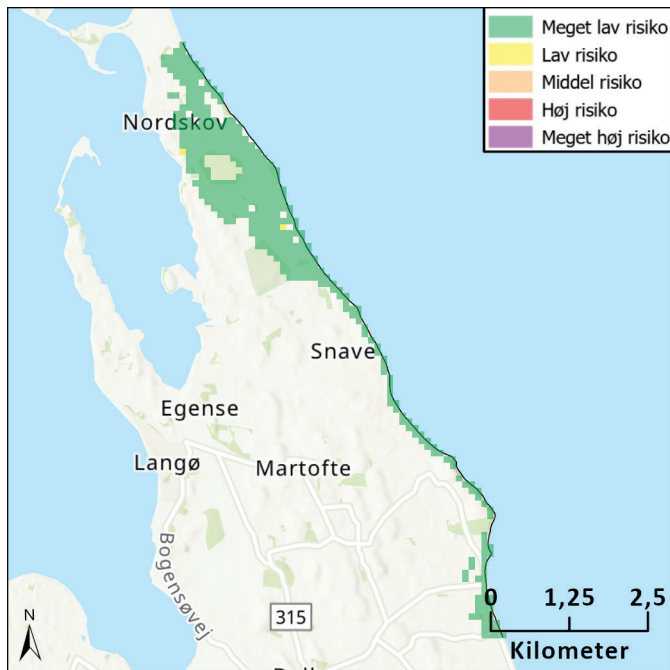 Meget lav risiko
Lav risiko
Middel risiko
Høj risiko
Meget høj risiko
Nordskov
Snave
Egense
Langø
Martofte
Bogensøvej
315
N
0 1,25 2,5
Kilometer